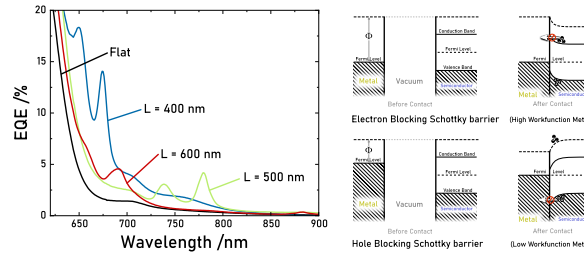 20
15
10
5
0
650
700
750
800
850
900
EQE /%
Wavelength /nm
Flat
L = 400 nm
L = 600 nm
L = 500 nm
Φ
Fermi Level
Metal
Vacuum
Conduction Band
Fermi Level
Valence Band
Semiconductor
Before Contact
Electron Blocking Schottky barrier
Fermi Level
Metal
Semiconduc
After Contact
(High Workfunction Met
Φ
Fermi Level
Metal
Vacuum
Conduction Band
Fermi Level
Valence Band
Semiconductor
Before Contact
Hole Blocking Schottky barrier
Fermi Level
Metal
Semiconduc
After Contact
(Low Workfunction Met